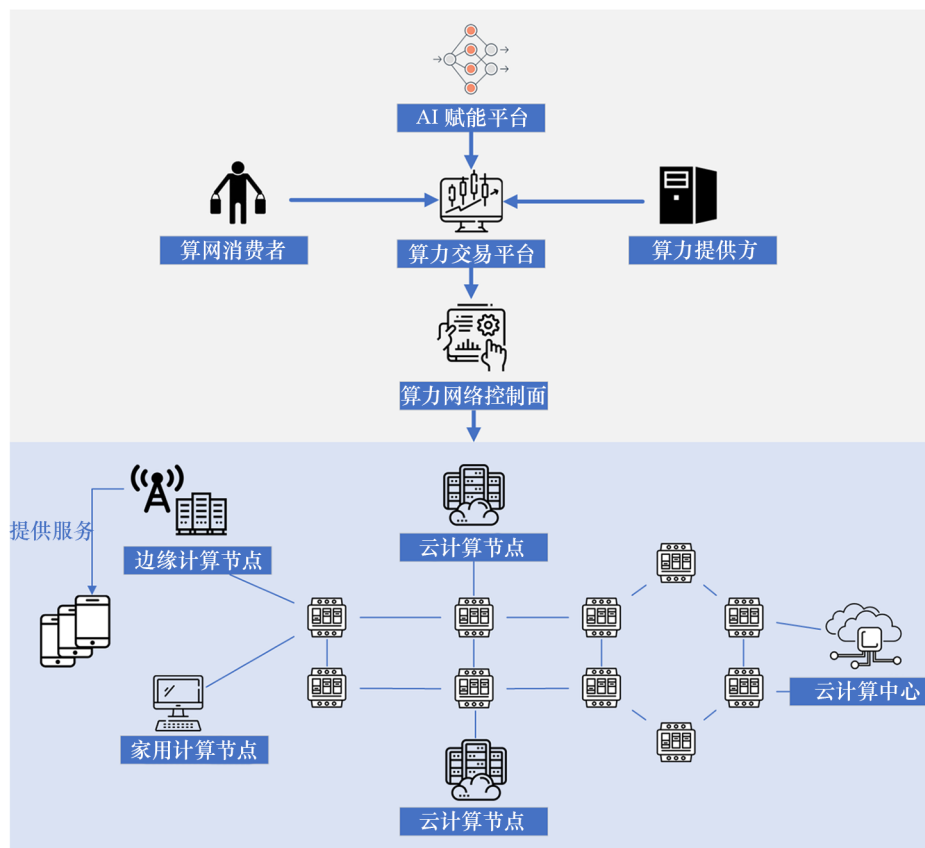 AI 赋能平台
算网消费者
算力交易平台
算力提供方
算力网络控制面
提供服务
边缘计算节点
云计算节点
云计算中心
家用计算节点
云计算节点